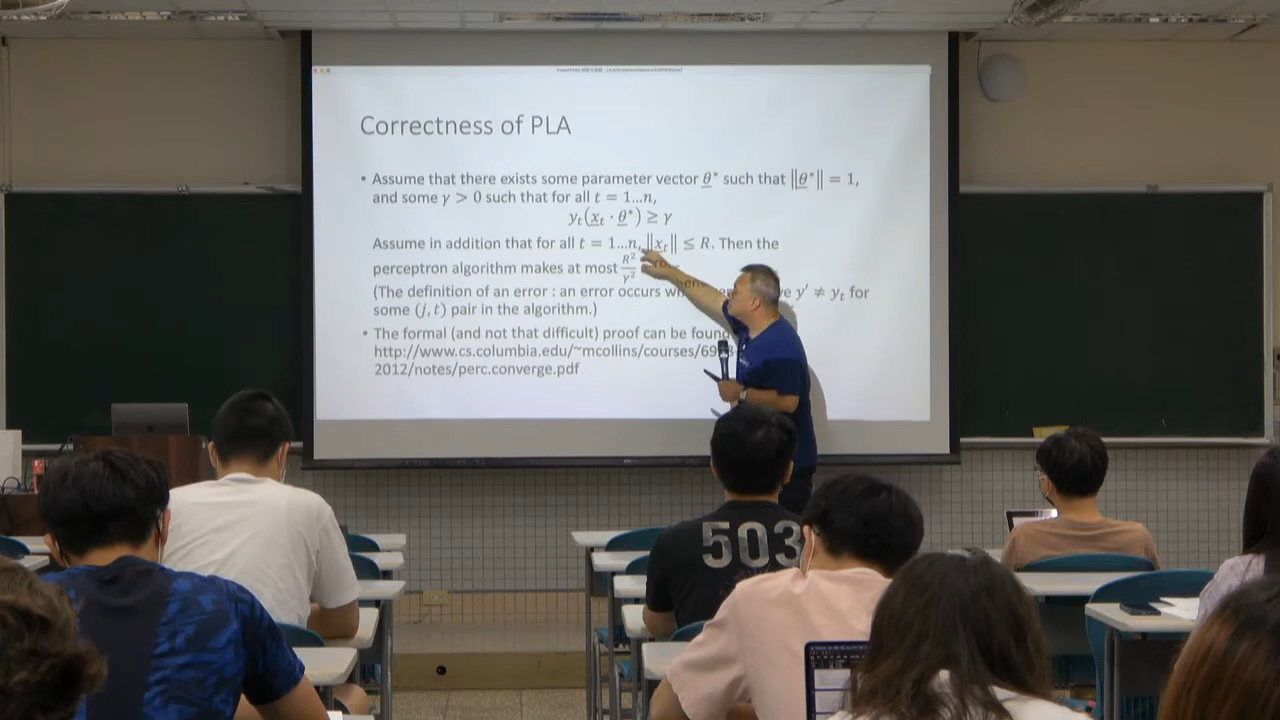 Correctness of PLA
• Assume that there exists some parameter vector θ* such that ||θ*|| = 1,
and some γ > 0 such that for all t = 1…n,
yₜ(xₜ · θ*) ≥ γ
Assume in addition that for all t = 1…n, ||xₜ|| ≤ R. Then the
perceptron algorithm makes at most R²/γ²
(The definition of an error : an error occurs y′ ≠ yₜ for
some (j, t) pair in the algorithm.)
• The formal (and not that difficult) proof can be found
http://www.cs.columbia.edu/~mcollins/courses/69
2012/notes/perc.converge.pdf
503